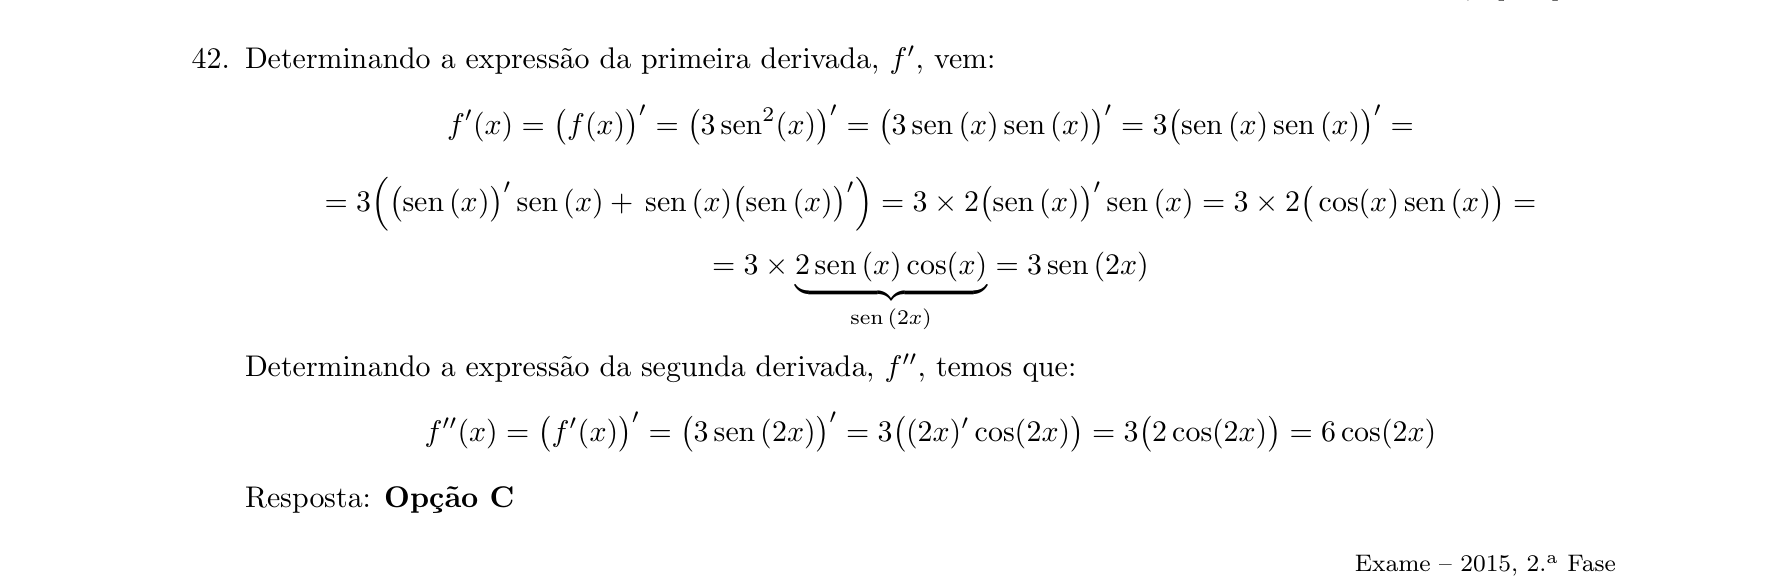 42. Determinando a expressão da primeira derivada, f′, vem:
f′(x) = (f(x))′ = (3 sen²(x))′ = (3 sen (x) sen (x))′ = 3(sen (x) sen (x))′ =
= 3((sen (x))′ sen (x) + sen (x)(sen (x))′) = 3 × 2(sen (x))′ sen (x) = 3 × 2( cos(x) sen (x)) =
= 3 × 2 sen (x) cos(x) = 3 sen (2x)
sen (2x)
Determinando a expressão da segunda derivada, f′′, temos que:
f′′(x) = (f′(x))′ = (3 sen (2x))′ = 3((2x)′ cos(2x)) = 3(2 cos(2x)) = 6 cos(2x)
Resposta: Opção C
Exame – 2015, 2.ª Fase